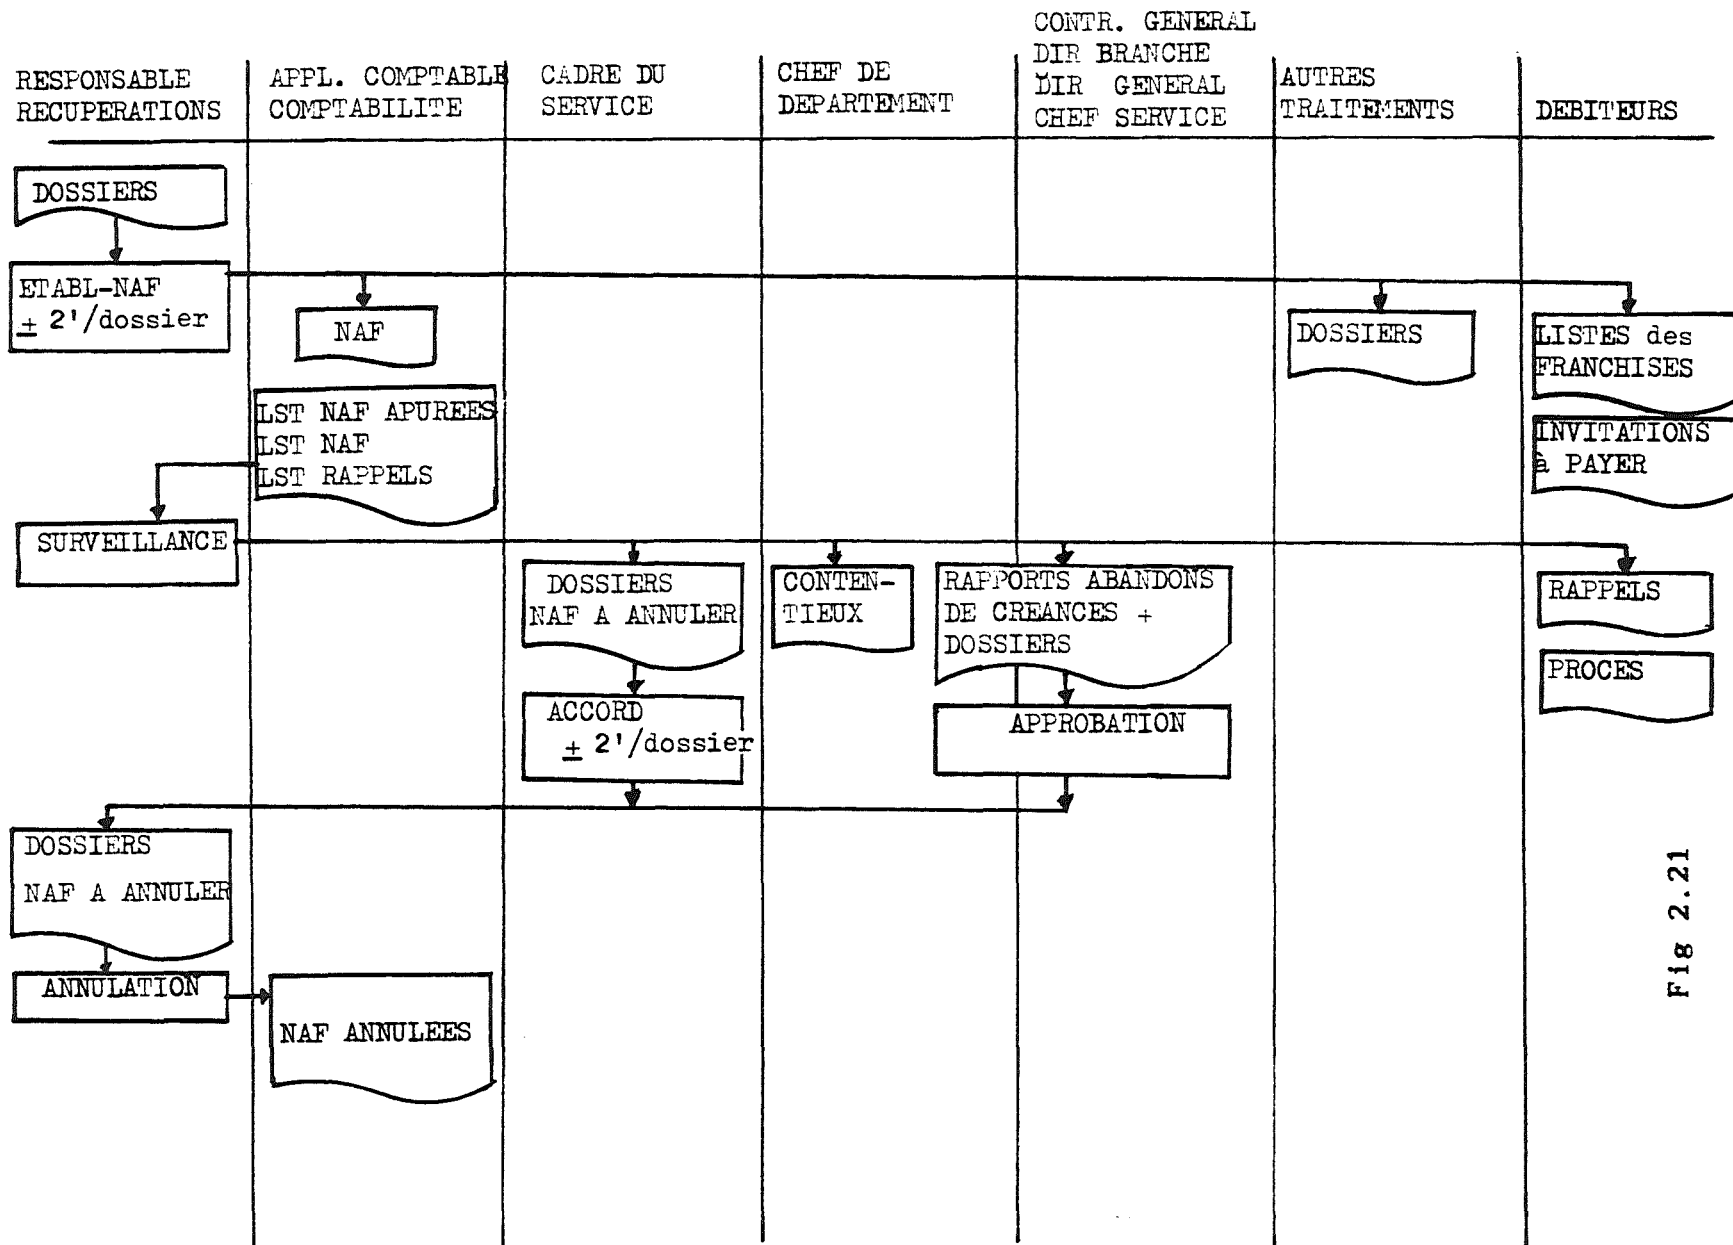 RESPONSABLE
RECUPERATIONS
APPL. COMPTABLE
COMPTABILITE
CADRE DU
SERVICE
CHEF DE
DEPARTEMENT
CONTR. GENERAL
DIR BRANCHE
DIR GENERAL
CHEF SERVICE
AUTRES
TRAITEMENTS
DEBITEURS
DOSSIERS
ETABL-NAF
± 2'/dossier
NAF
DOSSIERS
LISTES des
FRANCHISES
LST NAF APUREES
LST NAF
LST RAPPELS
INVITATIONS
à PAYER
SURVEILLANCE
DOSSIERS
NAF A ANNULER
CONTEN-
TIEUX
RAPPORTS ABANDONS
DE CREANCES +
DOSSIERS
RAPPELS
PROCES
ACCORD
± 2'/dossier
APPROBATION
DOSSIERS
NAF A ANNULER
ANNULATION
NAF ANNULEES
Fig 2.21